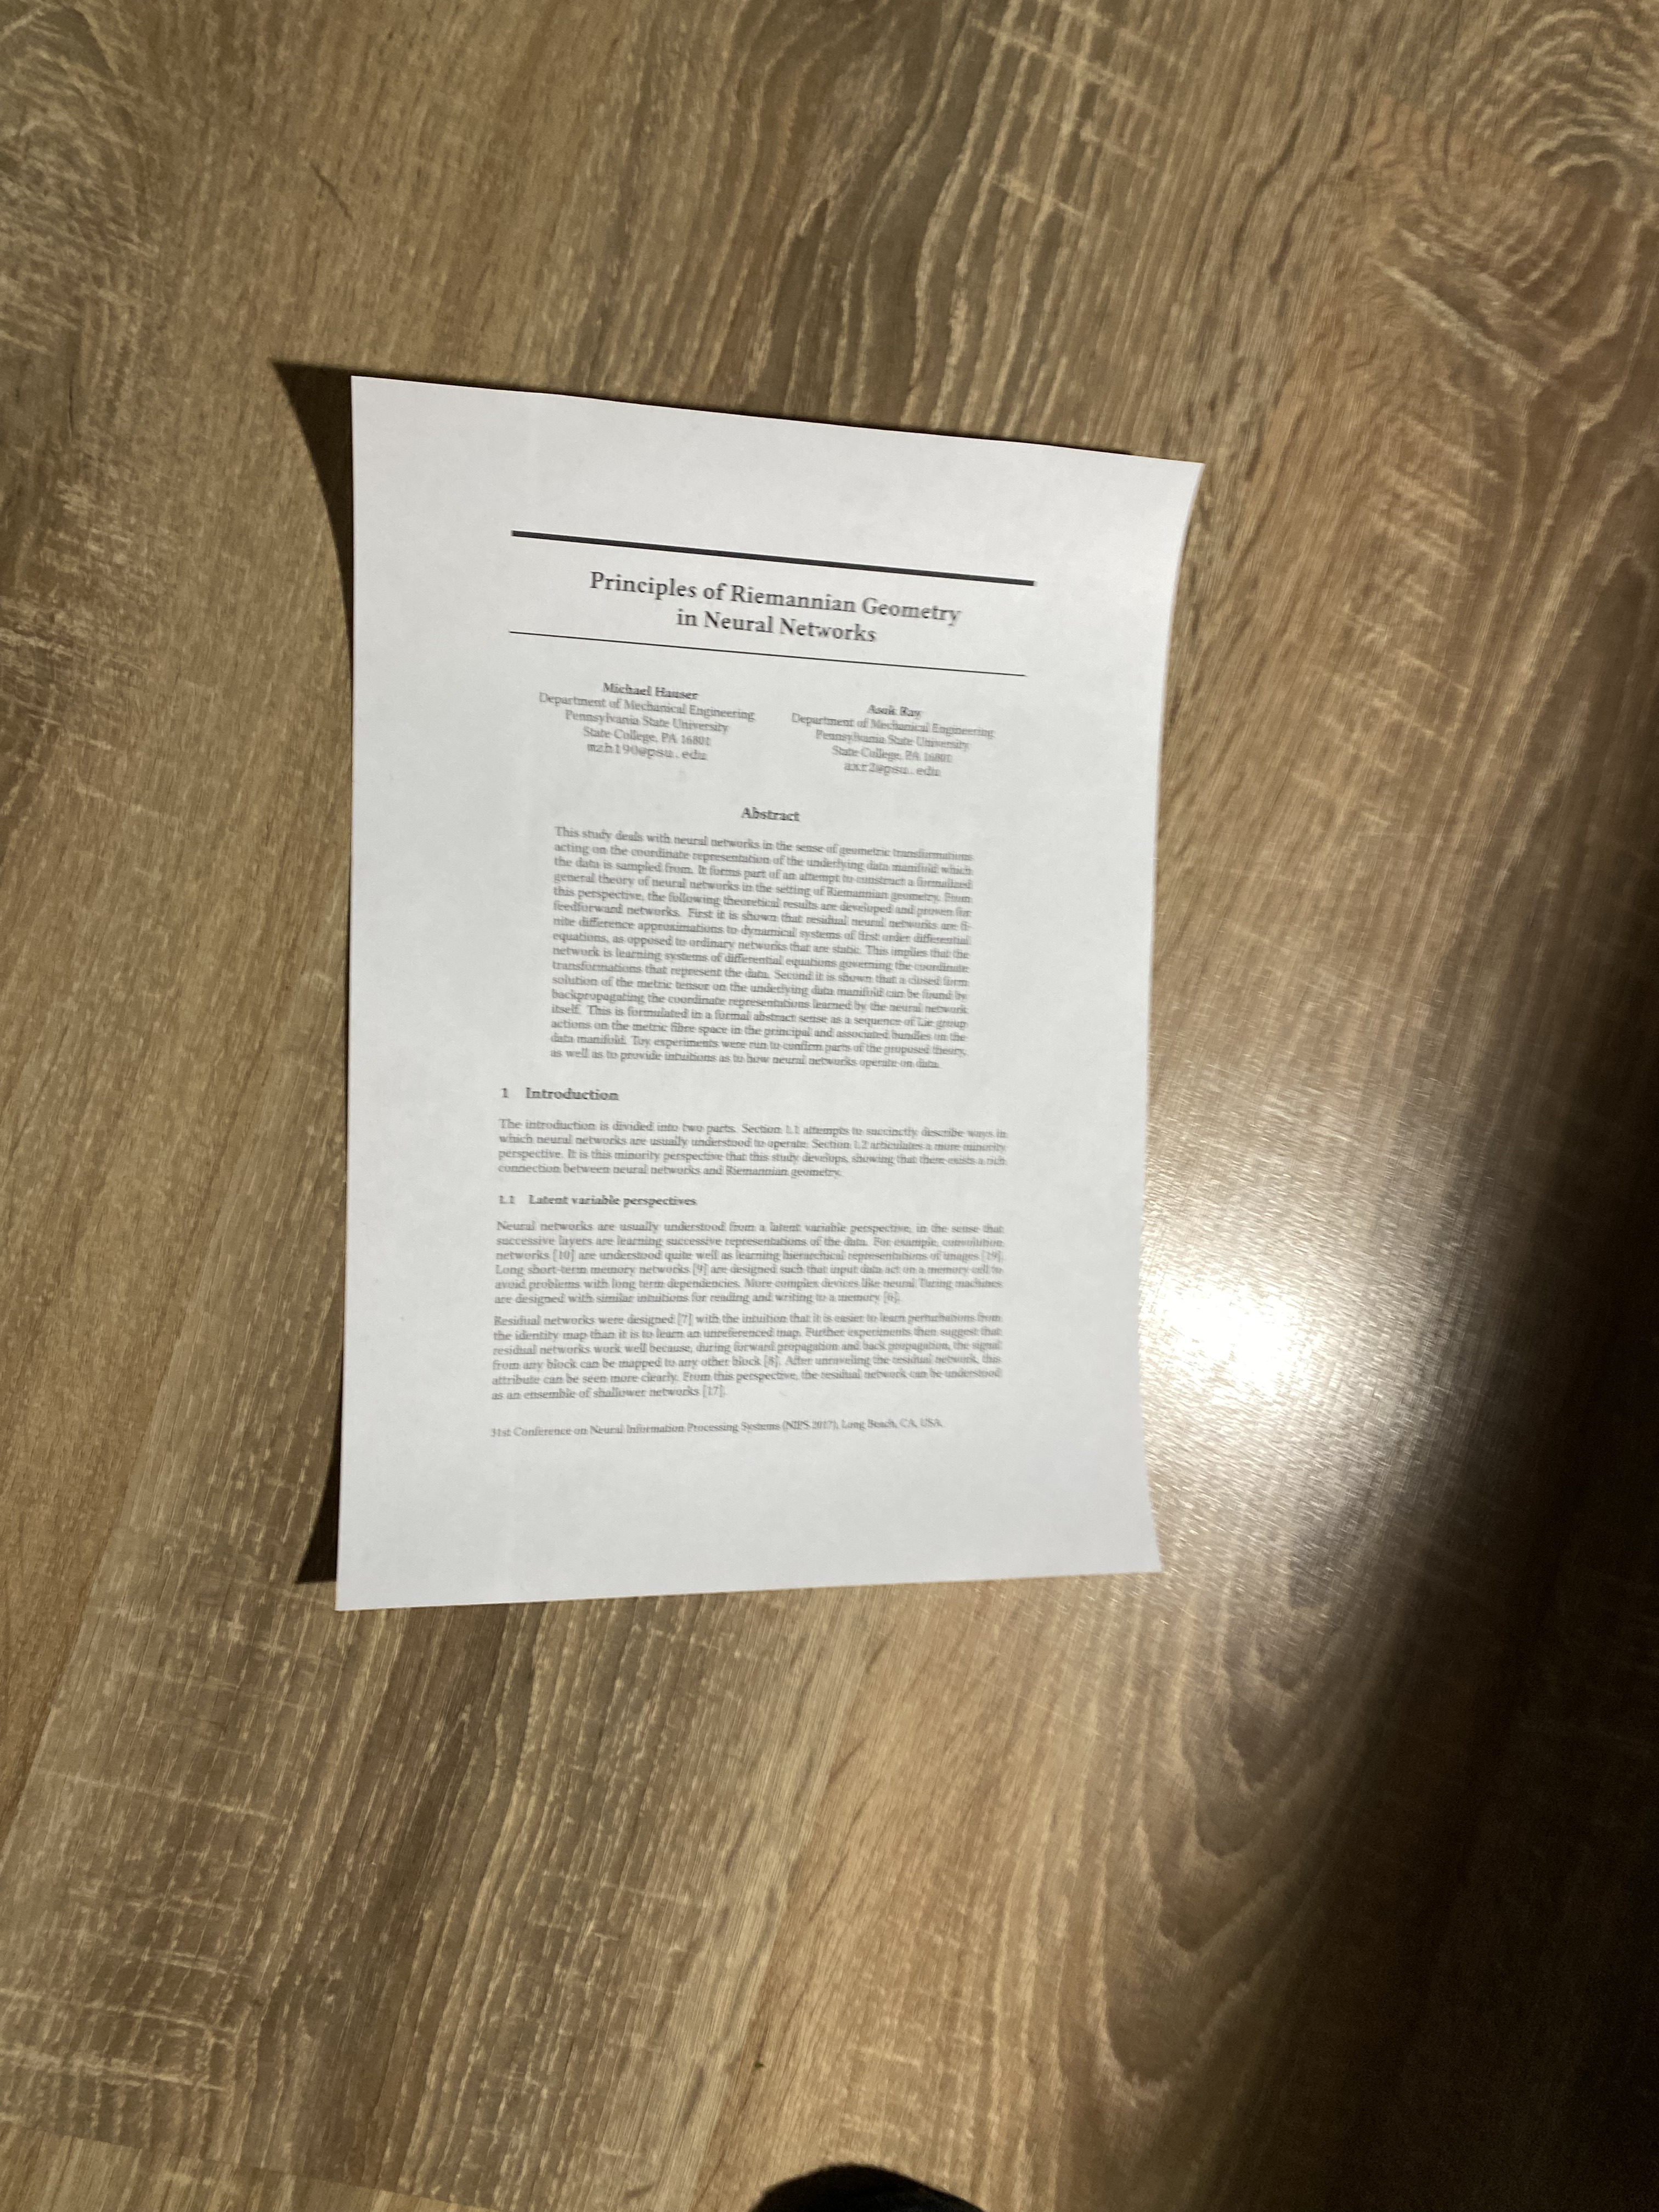 Principles of Riemannian Geometry
in Neural Networks
Michael Hauser
Department of Mechanical Engineering
Pennsylvania State University
State College, PA 16801
mzh190@psu.edu
Asok Ray
Department of Mechanical Engineering
Pennsylvania State University
State College, PA 16801
axr2@psu.edu
Abstract
This study deals with neural networks in the sense of geometric transformations
acting on the coordinate representation of the underlying data manifold which
the data is sampled from. It forms part of an attempt to construct a formalized
general theory of neural networks in the setting of Riemannian geometry. From
this perspective, the following theoretical results are developed and proven for
feedforward networks. First it is shown that residual neural networks are fi-
nite difference approximations to dynamical systems of first order differential
equations, as opposed to ordinary networks that are static. This implies that the
network is learning systems of differential equations governing the coordinate
transformations that represent the data. Second it is shown that a closed form
solution of the metric tensor on the underlying data manifold can be found by
backpropagating the coordinate representations learned by the neural network
itself. This is formulated in a formal abstract sense as a sequence of Lie group
actions on the metric fibre space in the principal and associated bundles on the
data manifold. Toy experiments were run to confirm parts of the proposed theory,
as well as to provide intuitions as to how neural networks operate on data.
1 Introduction
The introduction is divided into two parts. Section 1.1 attempts to succinctly describe ways in
which neural networks are usually understood to operate. Section 1.2 articulates a more minority
perspective. It is this minority perspective that this study develops, showing that there exists a rich
connection between neural networks and Riemannian geometry.
1.1 Latent variable perspectives
Neural networks are usually understood from a latent variable perspective, in the sense that
successive layers are learning successive representations of the data. For example, convolution
networks [10] are understood quite well as learning hierarchical representations of images [19].
Long short-term memory networks [9] are designed such that input data act on a memory cell to
avoid problems with long term dependencies. More complex devices like neural Turing machines
are designed with similar intuitions for reading and writing to a memory [6].
Residual networks were designed [7] with the intuition that it is easier to learn perturbations from
the identity map than it is to learn an unreferenced map. Further experiments then suggest that
residual networks work well because, during forward propagation and back propagation, the signal
from any block can be mapped to any other block [8]. After unraveling the residual network, this
attribute can be seen more clearly. From this perspective, the residual network can be understood
as an ensemble of shallower networks [17].
31st Conference on Neural Information Processing Systems (NIPS 2017), Long Beach, CA, USA.